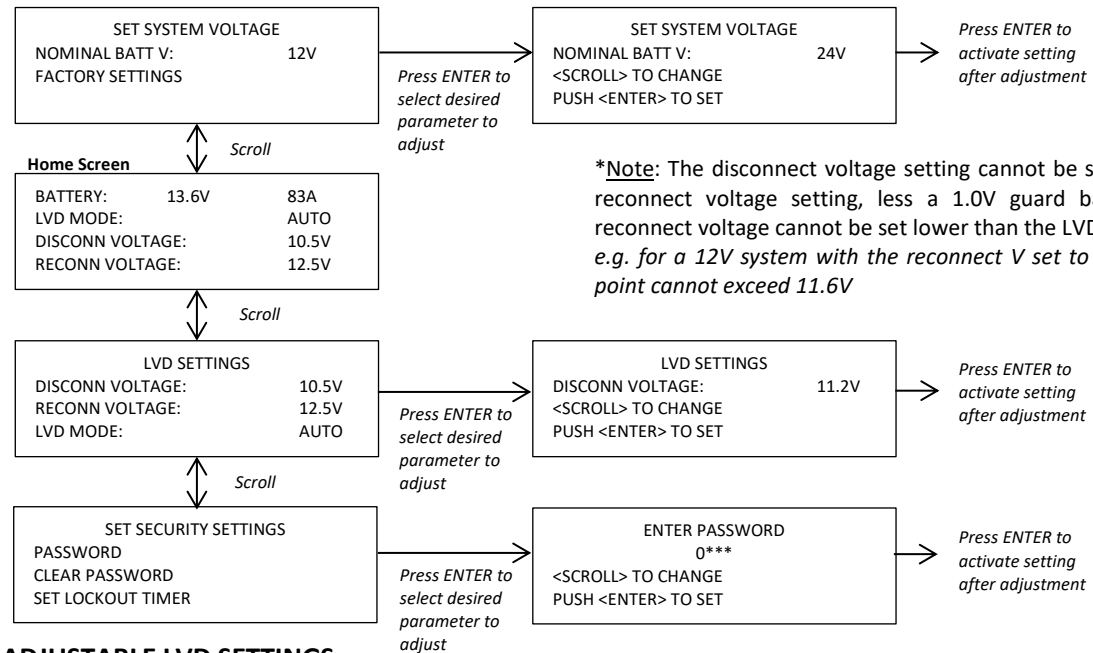 SET SYSTEM VOLTAGE
NOMINAL BATT V: 12V
FACTORY SETTINGS
Press ENTER to
select desired
parameter to
adjust
SET SYSTEM VOLTAGE
NOMINAL BATT V: 24V
<SCROLL> TO CHANGE
PUSH <ENTER> TO SET
Press ENTER to
activate setting
after adjustment
Scroll
Home Screen
BATTERY: 13.6V 83A
LVD MODE: AUTO
DISCONN VOLTAGE: 10.5V
RECONN VOLTAGE: 12.5V
*Note: The disconnect voltage setting cannot be
reconnect voltage setting, less a 1.0V guard
reconnect voltage cannot be set lower than the
e.g. for a 12V system with the reconnect V set to
point cannot exceed 11.6V
Scroll
LVD SETTINGS
DISCONN VOLTAGE: 10.5V
RECONN VOLTAGE: 12.5V
LVD MODE: AUTO
Press ENTER to
select desired
parameter to
adjust
LVD SETTINGS
DISCONN VOLTAGE: 11.2V
<SCROLL> TO CHANGE
PUSH <ENTER> TO SET
Press ENTER to
activate setting
after adjustment
Scroll
SET SECURITY SETTINGS
PASSWORD
CLEAR PASSWORD
SET LOCKOUT TIMER
Press ENTER to
select desired
parameter to
adjust
ENTER PASSWORD
0***
<SCROLL> TO CHANGE
PUSH <ENTER> TO SET
Press ENTER to
activate setting
after adjustment
ADJUSTABLE LVD SETTINGS